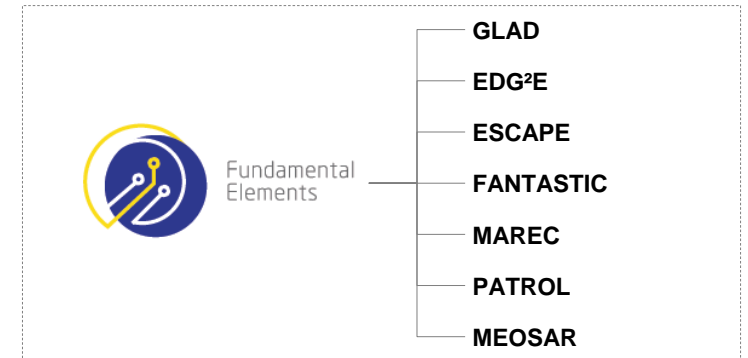 GLAD
EDG²E
ESCAPE
Fundamental
Elements
FANTASTIC
MAREC
PATROL
MEOSAR